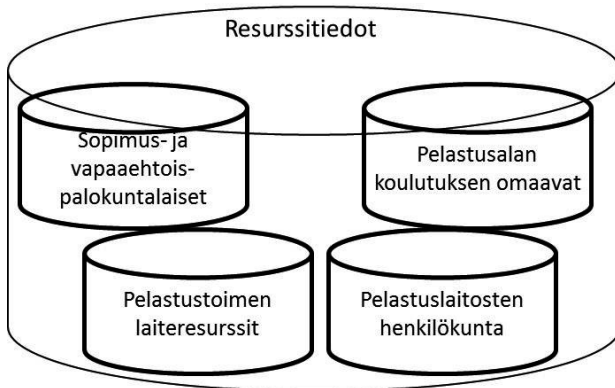 Resurssitiedot
Sopimus- ja
vapaaehtois-
palokuntalaiset
Pelastusalan
koulutuksen omaavat
Pelastustoimen
laiteresurssit
Pelastuslaitosten
henkilökunta